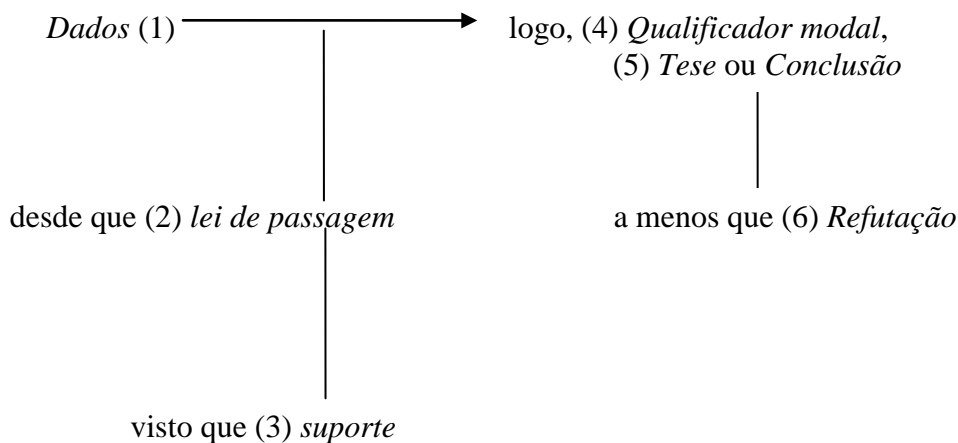 Dados (1)
logo, (4) Qualificador modal,
(5) Tese ou Conclusão
desde que (2) lei de passagem
a menos que (6) Refutação
visto que (3) suporte